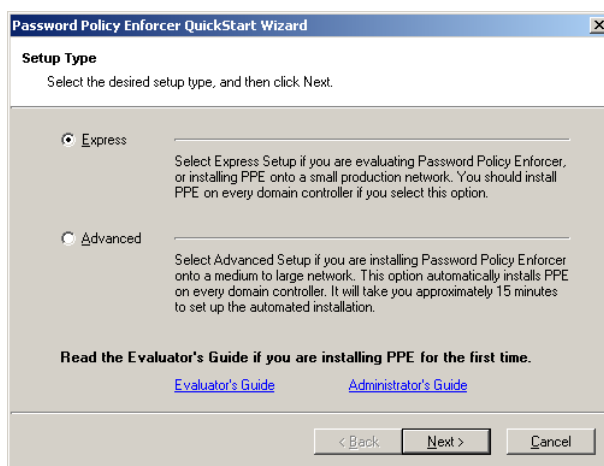 Password Policy Enforcer QuickStart Wizard
Setup Type
Select the desired setup type, and then click Next.
Express
Select Express Setup if you are evaluating Password Policy Enforcer,
or installing PPE onto a small production network. You should install
PPE on every domain controller if you select this option.
Advanced
Select Advanced Setup if you are installing Password Policy Enforcer
onto a medium to large network. This option automatically installs PPE
on every domain controller. It will take you approximately 15 minutes
to set up the automated installation.
Read the Evaluator's Guide if you are installing PPE for the first time.
Evaluator's Guide Administrator's Guide
< Back Next > Cancel